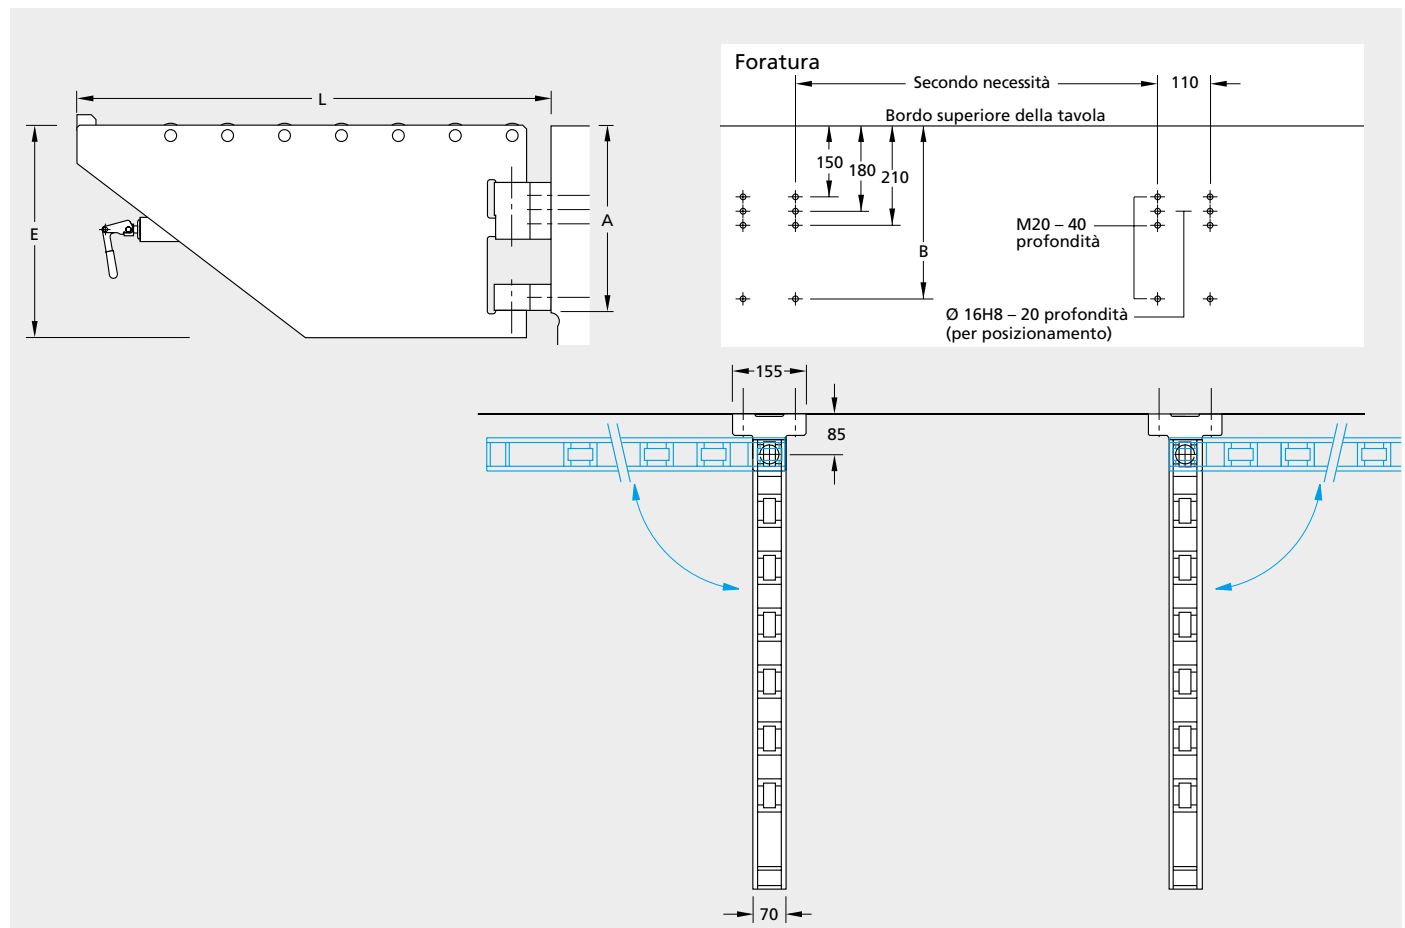 Foratura
Secondo necessità
110
L
Bordo superiore della tavola
150
180
210
E
A
B
M20 – 40
profondità
Ø 16H8 – 20 profondità
(per posizionamento)
155
85
70